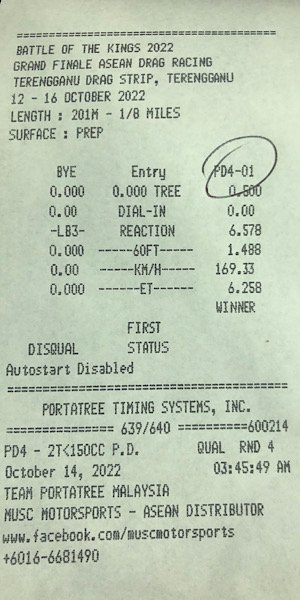 ========================================
BATTLE OF THE KINGS 2022
GRAND FINALE ASEAN DRAG RACING
TERENGGANU DRAG STRIP, TERENGGANU
12 - 16 OCTOBER 2022
LENGTH : 201M - 1/8 MILES
SURFACE : PREP
BYE Entry PD4-01
0.000 0.000 TREE 0.500
0.00 DIAL-IN 0.00
-LB3- REACTION 6.578
0.000 ------60FT------ 1.488
0.00 ------KM/H------ 169.33
0.000 -------ET------- 6.258
WINNER
FIRST
DISQUAL STATUS
Autostart Disabled
========================================
PORTATREE TIMING SYSTEMS, INC.
================ 639/640 ==========600214
PD4 - 2T<150CC P.D. QUAL RND 4
October 14, 2022 03:45:49 AM
TEAM PORTATREE MALAYSIA
MUSC MOTORSPORTS - ASEAN DISTRIBUTOR
www.facebook.com/muscmotorsports
+6016-6681490